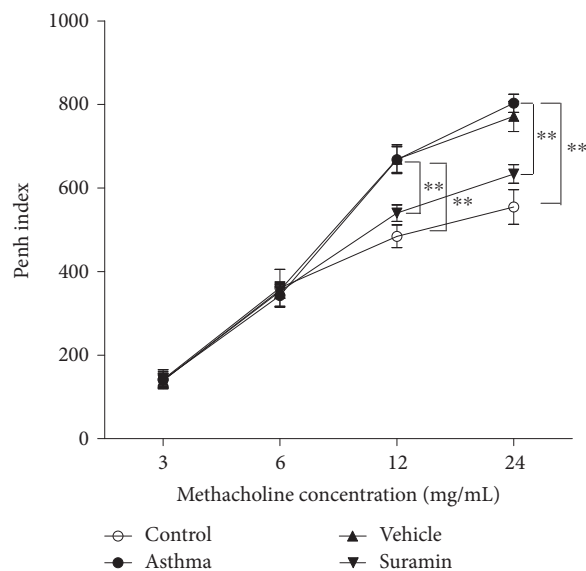 1000
800
600
400
200
0
Penh index
**
**
**
**
3 6 12 24
Methacholine concentration (mg/mL)
Control Vehicle
Asthma Suramin